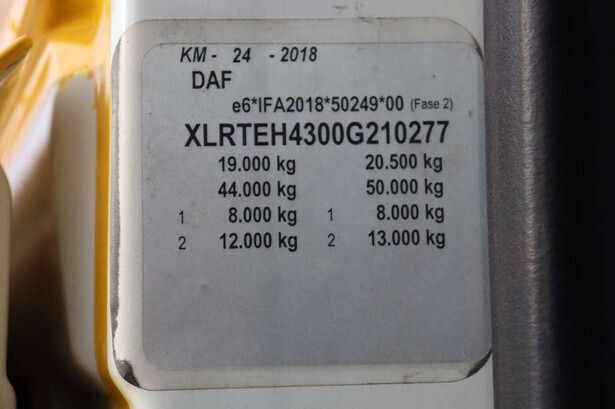 KM - 24 - 2018
DAF
e6*IFA2018*50249*00 (Fase 2)
XLRTEH4300G210277
19.000 kg 20.500 kg
44.000 kg 50.000 kg
1 8.000 kg 1 8.000 kg
2 12.000 kg 2 13.000 kg